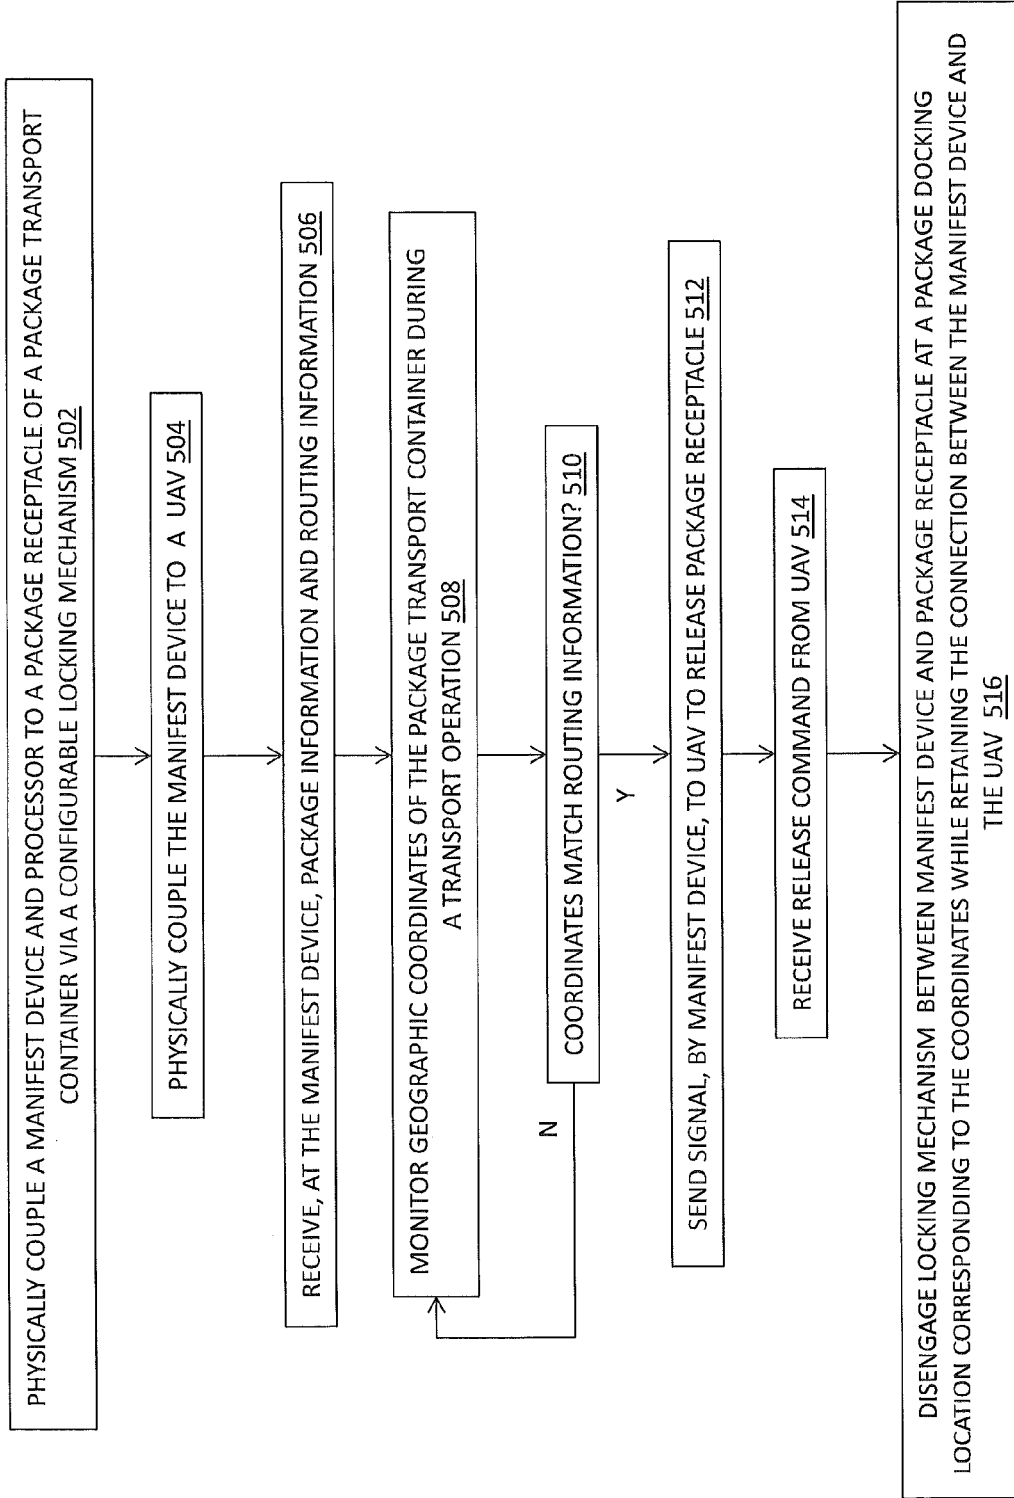 PHYSICALLY COUPLE A MANIFEST DEVICE AND PROCESSOR TO A PACKAGE RECEPTACLE OF A PACKAGE TRANSPORT
CONTAINER VIA A CONFIGURABLE LOCKING MECHANISM 502
PHYSICALLY COUPLE THE MANIFEST DEVICE TO A UAV 504
RECEIVE, AT THE MANIFEST DEVICE, PACKAGE INFORMATION AND ROUTING INFORMATION 506
MONITOR GEOGRAPHIC COORDINATES OF THE PACKAGE TRANSPORT CONTAINER DURING
A TRANSPORT OPERATION 508
COORDINATES MATCH ROUTING INFORMATION? 510
N
Y
SEND SIGNAL, BY MANIFEST DEVICE, TO UAV TO RELEASE PACKAGE RECEPTACLE 512
RECEIVE RELEASE COMMAND FROM UAV 514
DISENGAGE LOCKING MECHANISM BETWEEN MANIFEST DEVICE AND PACKAGE RECEPTACLE AT A PACKAGE DOCKING
LOCATION CORRESPONDING TO THE COORDINATES WHILE RETAINING THE CONNECTION BETWEEN THE MANIFEST DEVICE AND
THE UAV 516